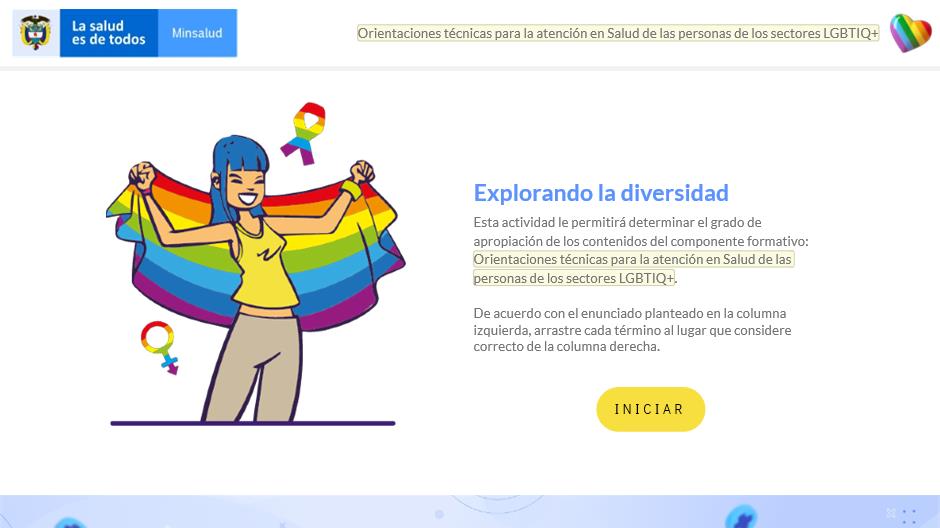 La salud
es de todos
Minsalud
Orientaciones técnicas para la atención en Salud de las personas de los sectores LGBTIQ+
Explorando la diversidad
Esta actividad le permitirá determinar el grado de
apropiación de los contenidos del componente formativo:
Orientaciones técnicas para la atención en Salud de las
personas de los sectores LGBTIQ+.
De acuerdo con el enunciado planteado en la columna
izquierda, arrastre cada término al lugar que considere
correcto de la columna derecha.
INICIAR